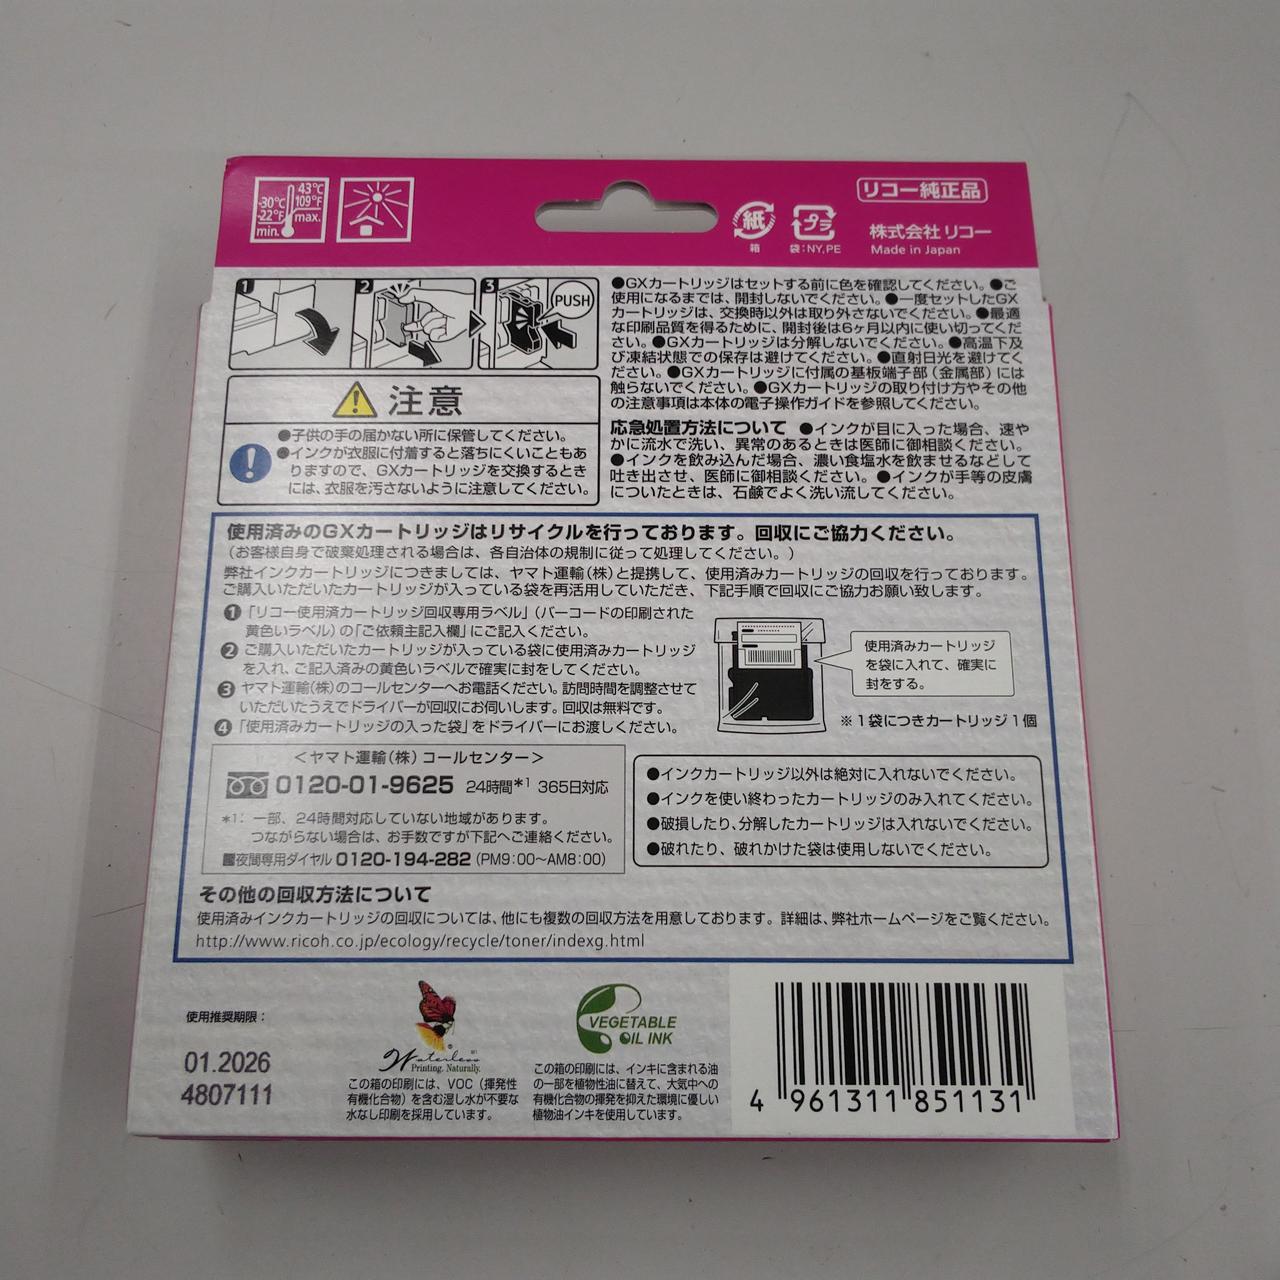 43℃
109°F
max.
-30℃
-22°F
min.
紙
箱
プラ
袋:NY,PE
リコー純正品
株式会社 リコー
Made in Japan
1
2
3
PUSH
注意
●子供の手の届かない所に保管してください。
●インクが衣服に付着すると落ちにくいこともあ
りますので、GXカートリッジを交換するとき
には、衣服を汚さないように注意してください。
●GXカートリッジはセットする前に色を確認してください。●ご
使用になるまでは、開封しないでください。●一度セットしたGX
カートリッジは、交換時以外は取り外さないでください。●最適
な印刷品質を得るために、開封後は6ヶ月以内に使い切ってくだ
さい。●GXカートリッジは分解しないでください。●高温下及
び凍結状態での保存は避けてください。●直射日光を避けてく
ださい。●GXカートリッジに付属の基板端子部(金属部)には
触らないでください。●GXカートリッジの取り付け方やその他
の注意事項は本体の電子操作ガイドを参照してください。
応急処置方法について ●インクが目に入った場合、速や
かに流水で洗い、異常のあるときは医師に御相談ください。
●インクを飲み込んだ場合、濃い食塩水を飲ませるなどして
吐き出させ、医師に御相談ください。●インクが手等の皮膚
についたときは、石鹸でよく洗い流してください。
使用済みのGXカートリッジはリサイクルを行っております。回収にご協力ください。
(お客様自身で破棄処理される場合は、各自治体の規制に従って処理してください。)
弊社インクカートリッジにつきましては、ヤマト運輸(株)と提携して、使用済みカートリッジの回収を行っております。
ご購入いただいたカートリッジが入っている袋を再活用していただき、下記手順で回収にご協力お願い致します。
❶「リコー使用済カートリッジ回収専用ラベル」(バーコードの印刷された
黄色いラベル)の「ご依頼主記入欄」にご記入ください。
❷ご購入いただいたカートリッジが入っている袋に使用済みカートリッジ
を入れ、ご記入済みの黄色いラベルで確実に封をしてください。
❸ヤマト運輸(株)のコールセンターへお電話ください。訪問時間を調整させて
いただいたうえでドライバーが回収にお伺いします。回収は無料です。
❹「使用済みカートリッジの入った袋」をドライバーにお渡しください。
使用済みカートリッジ
を袋に入れて、確実に
封をする。
※1袋につきカートリッジ1個
<ヤマト運輸(株)コールセンター>
0120-01-9625 24時間*1 365日対応
*1: 一部、24時間対応していない地域があります。
つながらない場合は、お手数ですが下記へご連絡ください。
■夜間専用ダイヤル 0120-194-282 (PM9:00~AM8:00)
●インクカートリッジ以外は絶対に入れないでください。
●インクを使い終わったカートリッジのみ入れてください。
●破損したり、分解したカートリッジは入れないでください。
●破れたり、破れかけた袋は使用しないでください。
その他の回収方法について
使用済みインクカートリッジの回収については、他にも複数の回収方法を用意しております。詳細は、弊社ホームページをご覧ください。
http://www.ricoh.co.jp/ecology/recycle/toner/indexg.html
使用推奨期限:
01.2026
4807111
Waterless
Printing. Naturally.
この箱の印刷には、VOC(揮発性
有機化合物)を含む湿し水が不要な
水なし印刷を採用しています。
VEGETABLE
OIL INK
この箱の印刷には、インキに含まれる油
の一部を植物性油に替えて、大気中への
有機化合物の揮発を抑えた環境に優しい
植物油インキを使用しています。
4 961311 851131